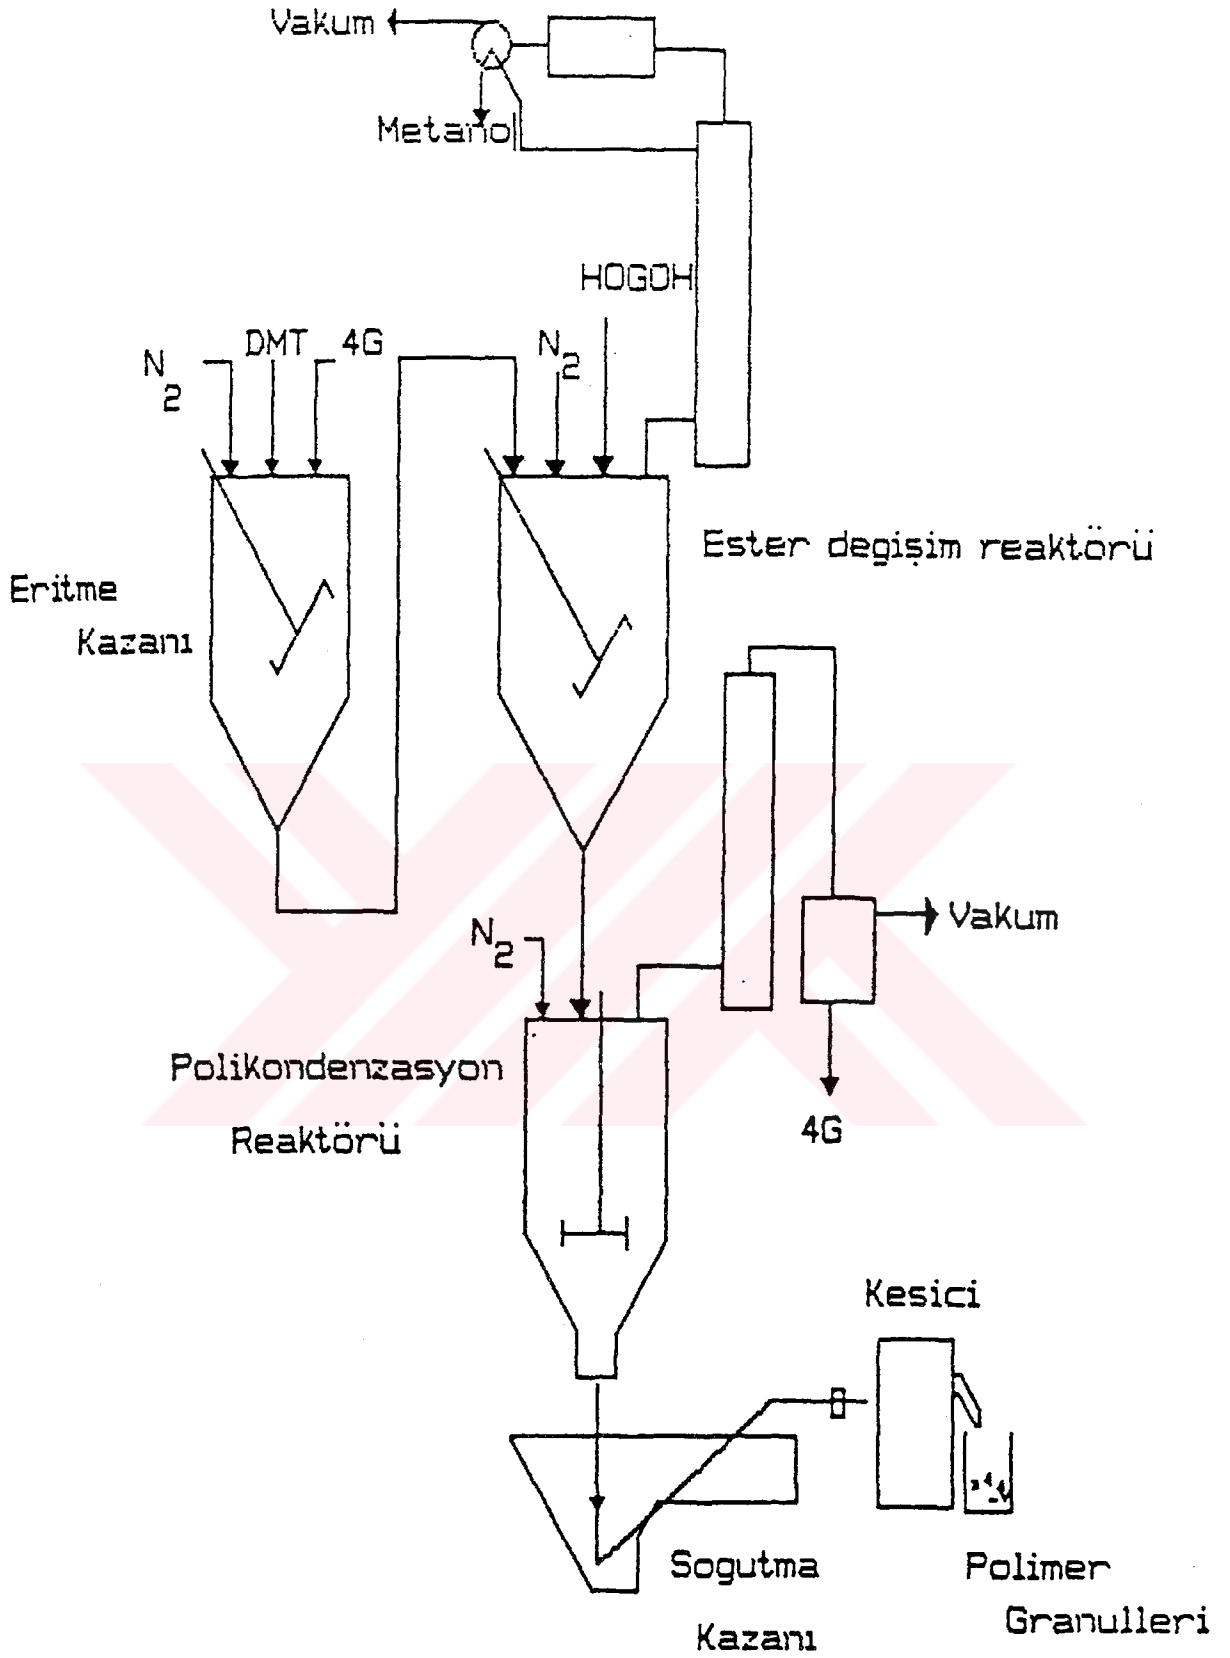 Vakum
Metanol
HOGOH
N2
DMT
4G
N2
Ester degişim reaktörü
Eritme
Kazanı
Vakum
N2
Polikondenzasyon
Reaktörü
4G
Kesici
Sogutma
Kazanı
Polimer
Granulleri